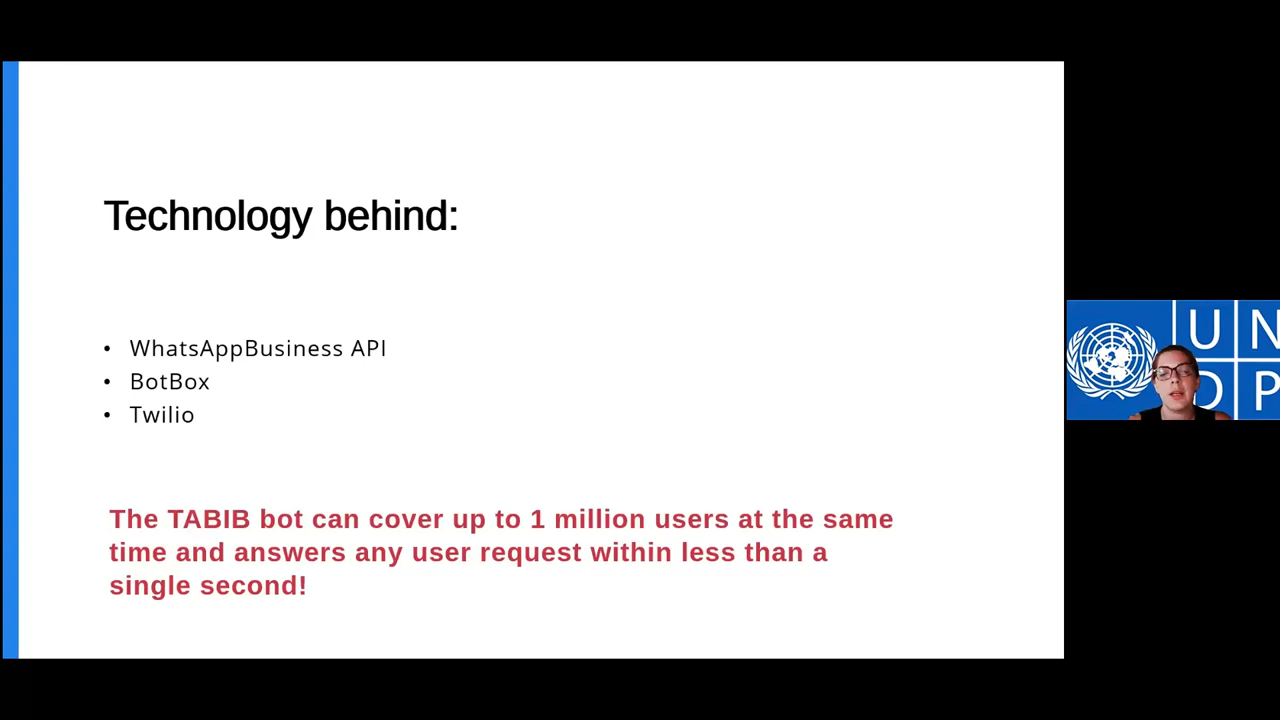 Technology behind:
• WhatsAppBusiness API
• BotBox
• Twilio
The TABIB bot can cover up to 1 million users at the same
time and answers any user request within less than a
single second!
U N
D P